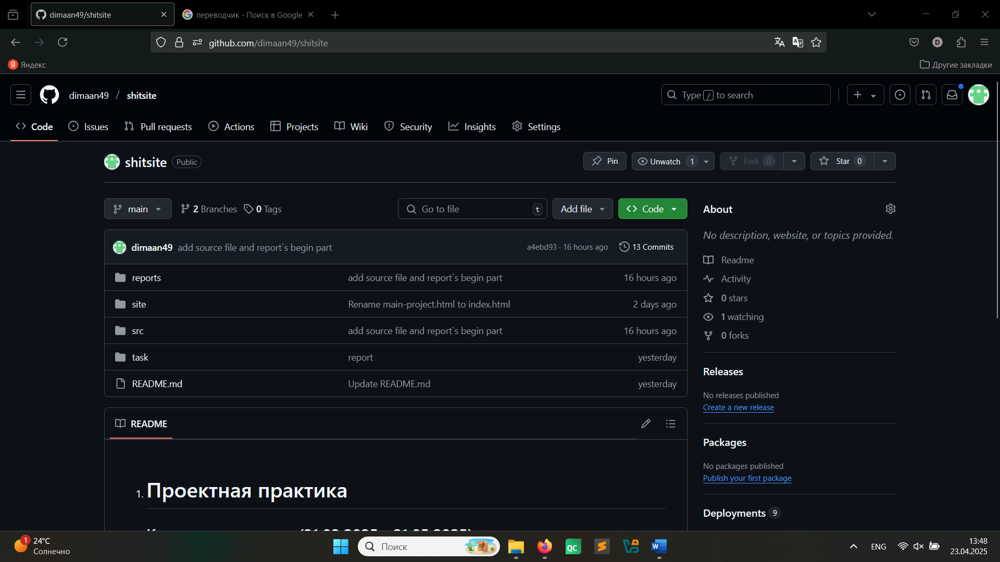 dimaan49/shitsite
переводчик - Поиск в Google
github.com/dimaan49/shitsite
D
Я Яндекс
Другие закладки
dimaan49 / shitsite
Type / to search
Code
Issues
Pull requests
Actions
Projects
Wiki
Security
Insights
Settings
shitsite Public
Pin
Unwatch 1
Fork 0
Star 0
main
2 Branches
0 Tags
Go to file t
Add file
Code
dimaan49 add source file and report`s begin part a4ebd93 · 16 hours ago 13 Commits
reports add source file and report`s begin part 16 hours ago
site Rename main-project.html to index.html 2 days ago
src add source file and report`s begin part 16 hours ago
task report yesterday
README.md Update README.md yesterday
README
1. Проектная практика
About
No description, website, or topics provided.
Readme
Activity
0 stars
1 watching
0 forks
Releases
No releases published
Create a new release
Packages
No packages published
Publish your first package
Deployments 9
1
24°C
Солнечно
Поиск
QC
W
ENG
13:48
23.04.2025